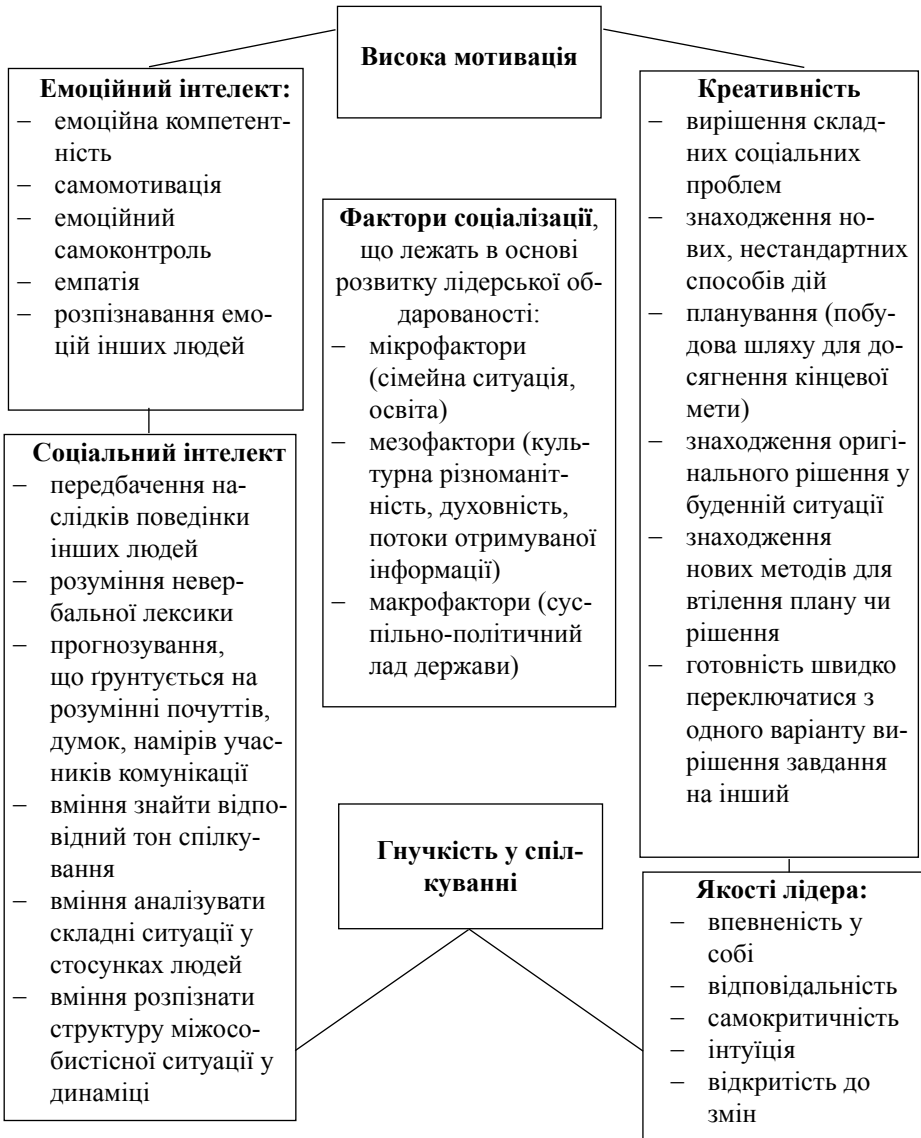 Висока мотивація
Емоційний інтелект:
– емоційна компетент-
ність
– самомотивація
– емоційний
самоконтроль
– емпатія
– розпізнавання емо-
цій інших людей
Соціальний інтелект
– передбачення на-
слідків поведінки
інших людей
– розуміння невер-
бальної лексики
– прогнозування,
що ґрунтується на
розумінні почуттів,
думок, намірів учас-
ників комунікації
– вміння знайти відпо-
відний тон спілку-
вання
– вміння аналізувати
складні ситуації у
стосунках людей
– вміння розпізнати
структуру міжосо-
бистісної ситуації у
динаміці
Фактори соціалізації,
що лежать в основі
розвитку лідерської об-
дарованості:
– мікрофактори
(сімейна ситуація,
освіта)
– мезофактори (куль-
турна різноманіт-
ність, духовність,
потоки отримуваної
інформації)
– макрофактори (сус-
пільно-політичний
лад держави)
Гнучкість у спіл-
куванні
Креативність
– вирішення склад-
них соціальних
проблем
– знаходження но-
вих, нестандартних
способів дій
– планування (побу-
дова шляху для до-
сягнення кінцевої
мети)
– знаходження оригі-
нального рішення у
буденній ситуації
– знаходження
нових методів для
втілення плану чи
рішення
– готовність швидко
переключатися з
одного варіанту ви-
рішення завдання
на інший
Якості лідера:
– впевненість у
собі
– відповідальність
– самокритичність
– інтуїція
– відкритість до
змін